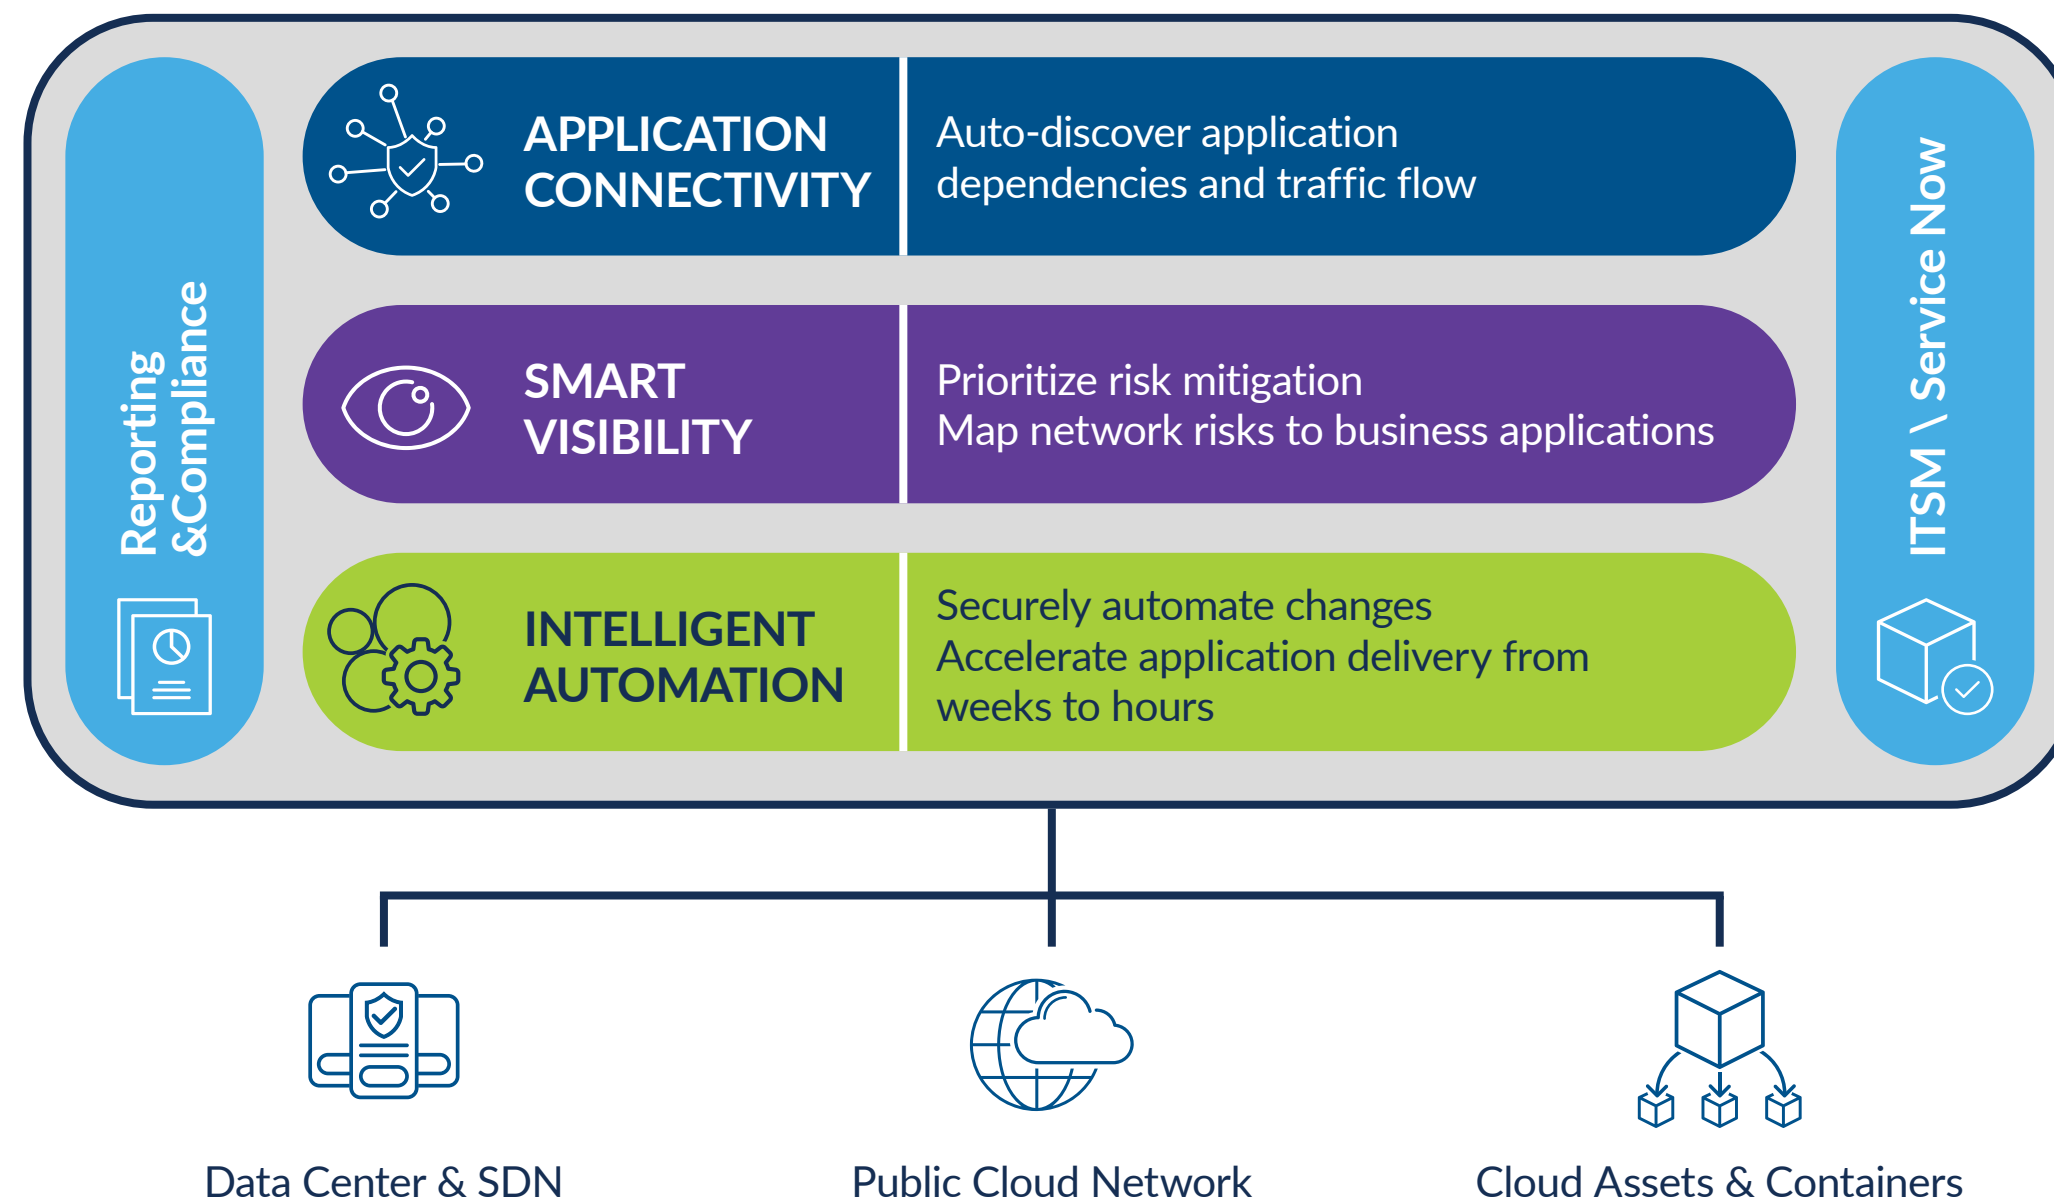 Reporting
&Compliance
APPLICATION
CONNECTIVITY
Auto-discover application
dependencies and traffic flow
SMART
VISIBILITY
Prioritize risk mitigation
Map network risks to business applications
INTELLIGENT
AUTOMATION
Securely automate changes
Accelerate application delivery from
weeks to hours
ITSM \ Service Now
Data Center & SDN
Public Cloud Network
Cloud Assets & Containers